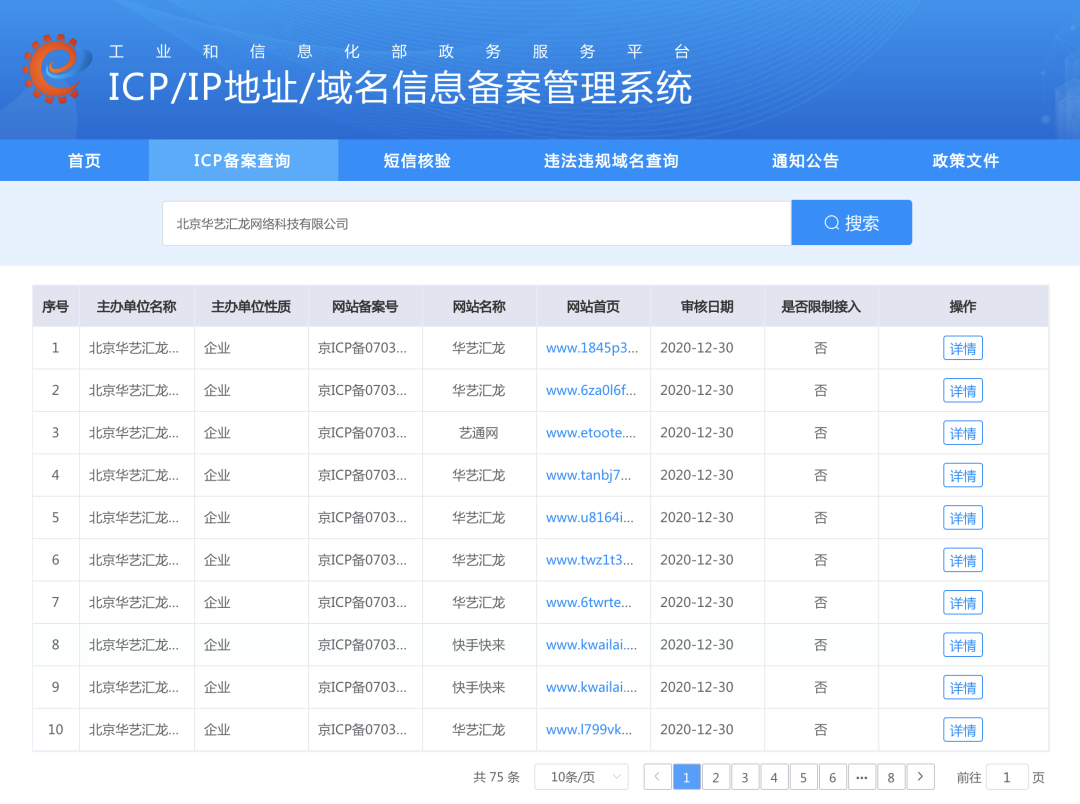 工业和信息化部政务服务平台
ICP/IP地址/域名信息备案管理系统
首页 ICP备案查询 短信核验 违法违规域名查询 通知公告 政策文件
北京华艺汇龙网络科技有限公司 搜索
序号 主办单位名称 主办单位性质 网站备案号 网站名称 网站首页 审核日期 是否限制接入 操作
1 北京华艺汇龙... 企业 京ICP备0703... 华艺汇龙 www.1845p3... 2020-12-30 否 详情
2 北京华艺汇龙... 企业 京ICP备0703... 华艺汇龙 www.6za0l6f... 2020-12-30 否 详情
3 北京华艺汇龙... 企业 京ICP备0703... 艺通网 www.etoote.... 2020-12-30 否 详情
4 北京华艺汇龙... 企业 京ICP备0703... 华艺汇龙 www.tanbj7... 2020-12-30 否 详情
5 北京华艺汇龙... 企业 京ICP备0703... 华艺汇龙 www.u8164i... 2020-12-30 否 详情
6 北京华艺汇龙... 企业 京ICP备0703... 华艺汇龙 www.twz1t3... 2020-12-30 否 详情
7 北京华艺汇龙... 企业 京ICP备0703... 华艺汇龙 www.6twrte... 2020-12-30 否 详情
8 北京华艺汇龙... 企业 京ICP备0703... 快手快来 www.kwailai.... 2020-12-30 否 详情
9 北京华艺汇龙... 企业 京ICP备0703... 快手快来 www.kwailai.... 2020-12-30 否 详情
10 北京华艺汇龙... 企业 京ICP备0703... 华艺汇龙 www.l799vk... 2020-12-30 否 详情
共 75 条 10条/页 1 2 3 4 5 6 ··· 8 前往 1 页